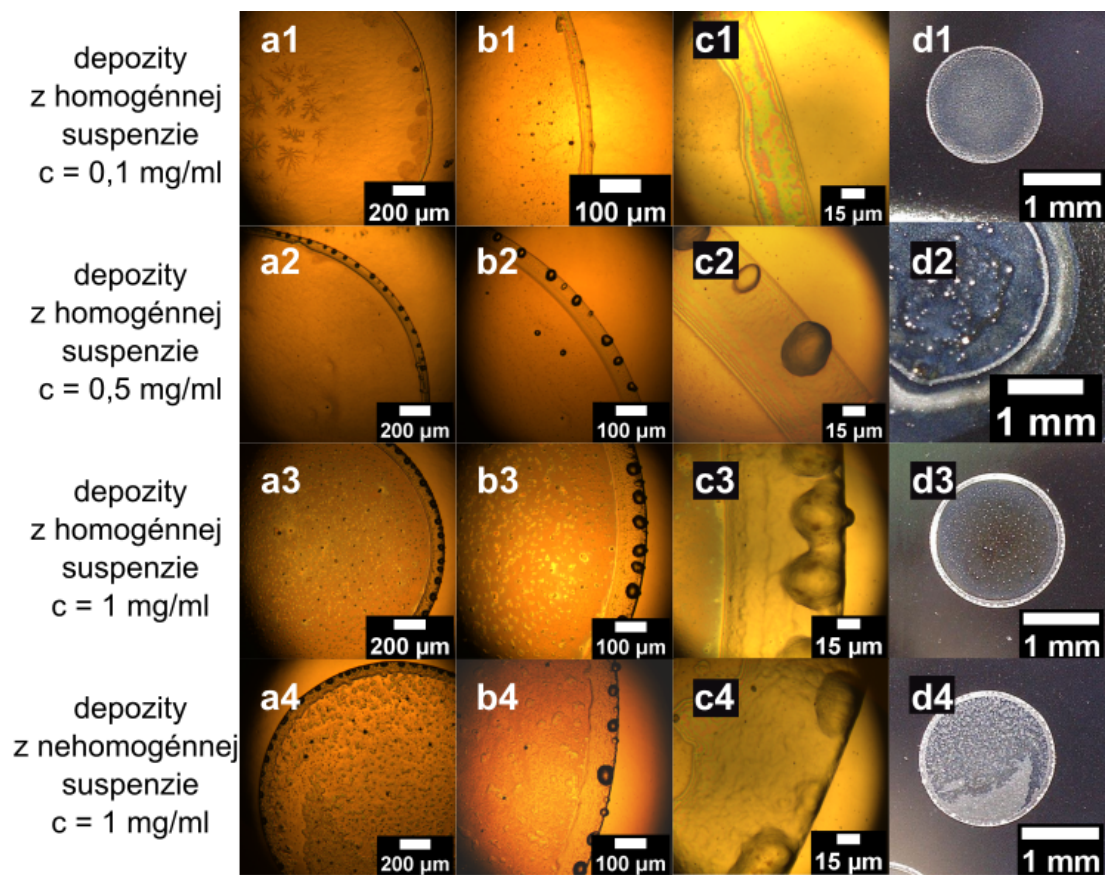 depozity
z homogénnej
suspenzie
c = 0,1 mg/ml
a1
200 µm
b1
100 µm
c1
15 µm
d1
1 mm
depozity
z homogénnej
suspenzie
c = 0,5 mg/ml
a2
200 µm
b2
100 µm
c2
15 µm
d2
1 mm
depozity
z homogénnej
suspenzie
c = 1 mg/ml
a3
200 µm
b3
100 µm
c3
15 µm
d3
1 mm
depozity
z nehomogénnej
suspenzie
c = 1 mg/ml
a4
200 µm
b4
100 µm
c4
15 µm
d4
1 mm